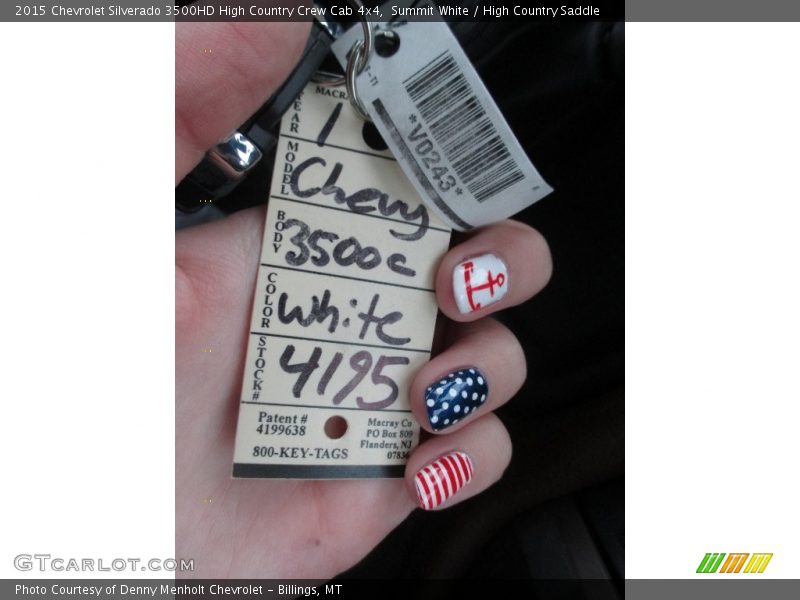 2015 Chevrolet Silverado 3500HD High Country Crew Cab 4x4, Summit White / High Country Saddle
*V0243*
MACRA
YEAR 1
MODEL Chevy
BODY 3500c
COLOR White
STOCK# 4195
Patent #
4199638
800-KEY-TAGS
Macray Co
PO Box 809
Flanders, NJ
07836
GTCARLOT.COM
Photo Courtesy of Denny Menholt Chevrolet - Billings, MT